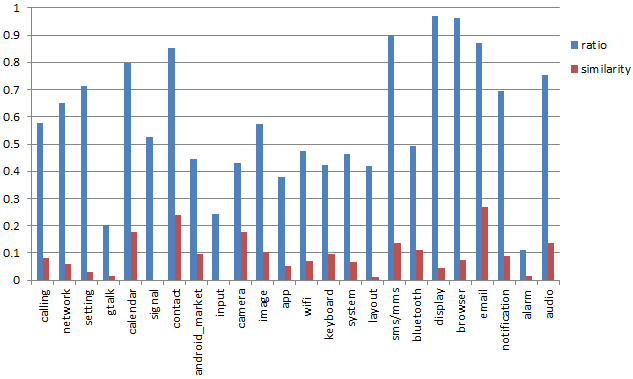 1
0.9
0.8
0.7
0.6
0.5
0.4
0.3
0.2
0.1
0
ratio
similarity
calling
network
setting
gtalk
calendar
signal
contact
android_market
input
camera
image
app
wifi
keyboard
system
layout
sms/mms
bluetooth
display
browser
email
notification
alarm
audio